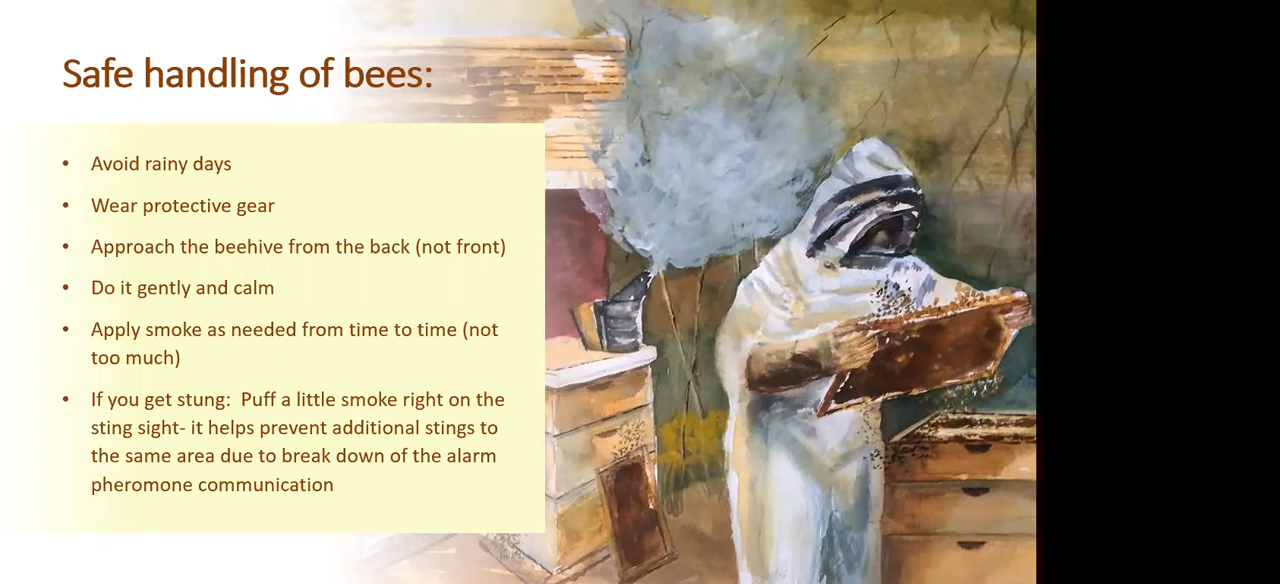 Safe handling of bees:
• Avoid rainy days
• Wear protective gear
• Approach the beehive from the back (not front)
• Do it gently and calm
• Apply smoke as needed from time to time (not
too much)
• If you get stung:  Puff a little smoke right on the
sting sight- it helps prevent additional stings to
the same area due to break down of the alarm
pheromone communication